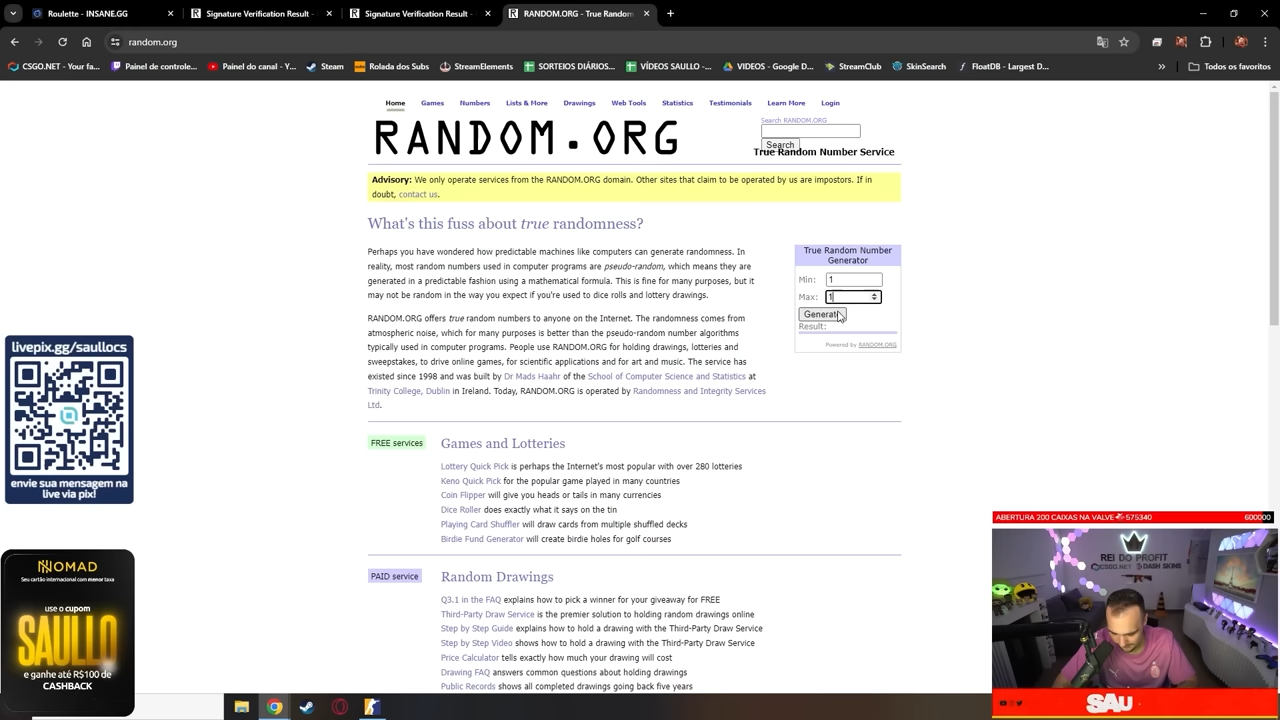 Roulette - INSANE.GG
Signature Verification Result -
Signature Verification Result -
RANDOM.ORG - True Random
random.org
CSGO.NET - Your fa...
Painel de controle...
Painel do canal - Y...
Steam
Rolada dos Subs
StreamElements
SORTEIOS DIÁRIOS...
VÍDEOS SAULLO -...
VIDEOS - Google D...
StreamClub
SkinSearch
FloatDB - Largest D...
Todos os favoritos
Home Games Numbers Lists & More Drawings Web Tools Statistics Testimonials Learn More Login
RANDOM.ORG
Search RANDOM.ORG
Search
True Random Number Service
Advisory: We only operate services from the RANDOM.ORG domain. Other sites that claim to be operated by us are impostors. If in
doubt, contact us.
What's this fuss about true randomness?
Perhaps you have wondered how predictable machines like computers can generate randomness. In
reality, most random numbers used in computer programs are pseudo-random, which means they are
generated in a predictable fashion using a mathematical formula. This is fine for many purposes, but it
may not be random in the way you expect if you're used to dice rolls and lottery drawings.
RANDOM.ORG offers true random numbers to anyone on the Internet. The randomness comes from
atmospheric noise, which for many purposes is better than the pseudo-random number algorithms
typically used in computer programs. People use RANDOM.ORG for holding drawings, lotteries and
sweepstakes, to drive online games, for scientific applications and for art and music. The service has
existed since 1998 and was built by Dr Mads Haahr of the School of Computer Science and Statistics at
Trinity College, Dublin in Ireland. Today, RANDOM.ORG is operated by Randomness and Integrity Services
Ltd.
True Random Number
Generator
Min: 1
Max: 1
Generate
Result:
Powered by RANDOM.ORG
FREE services
Games and Lotteries
Lottery Quick Pick is perhaps the Internet's most popular with over 280 lotteries
Keno Quick Pick for the popular game played in many countries
Coin Flipper will give you heads or tails in many currencies
Dice Roller does exactly what it says on the tin
Playing Card Shuffler will draw cards from multiple shuffled decks
Birdie Fund Generator will create birdie holes for golf courses
PAID service
Random Drawings
Q3.1 in the FAQ explains how to pick a winner for your giveaway for FREE
Third-Party Draw Service is the premier solution to holding random drawings online
Step by Step Guide explains how to hold a drawing with the Third-Party Draw Service
Step by Step Video shows how to hold a drawing with the Third-Party Draw Service
Price Calculator tells exactly how much your drawing will cost
Drawing FAQ answers common questions about holding drawings
Public Records shows all completed drawings going back five years
livepix.gg/saullocs
envie sua mensagem na
live via pix!
NOMAD
Seu cartão internacional com menor taxa
use o cupom
SAULLO
e ganhe até R$100 de
CASHBACK
ABERTURA 200 CAIXAS NA VALVE
575340
600000
REI DO PROFIT
CSGO.NET
DASH SKINS
SAU